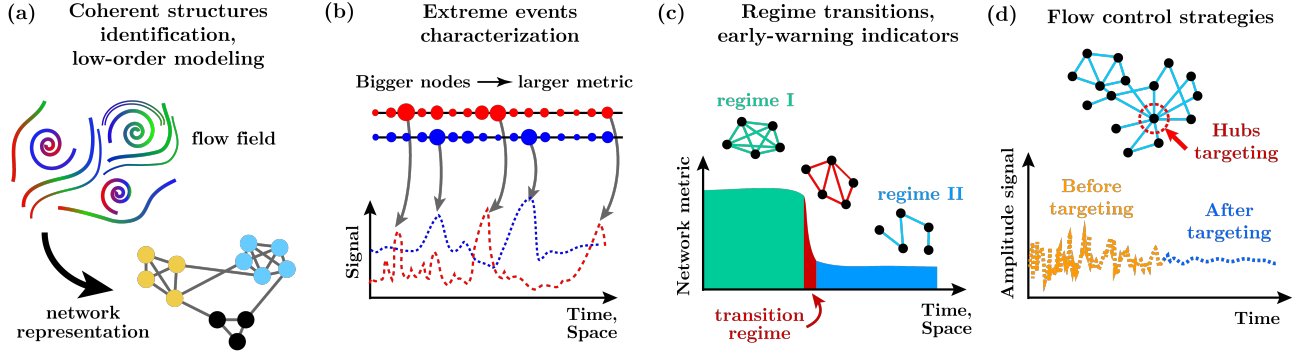 (a) Coherent structures
identification,
low-order modeling
flow field
network
representation
(b) Extreme events
characterization
Bigger nodes larger metric
Signal
Time,
Space
(c) Regime transitions,
early-warning indicators
regime I
regime II
Network metric
transition
regime
Time,
Space
(d) Flow control strategies
Hubs
targeting
Before
targeting
After
targeting
Amplitude signal
Time